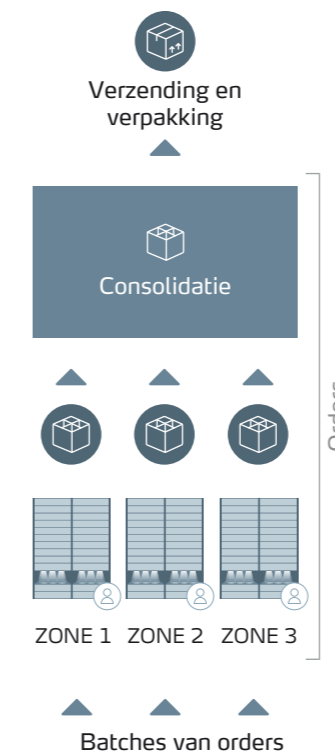 Verzending en
verpakking
Consolidatie
ZONE 1 ZONE 2 ZONE 3
Batches van orders